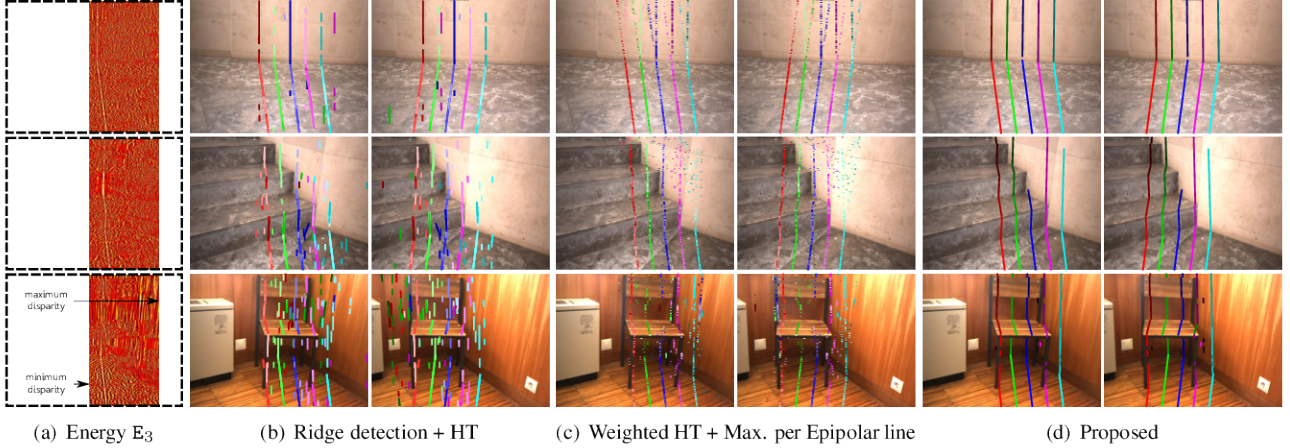 maximum
disparity
minimum
disparity
(a) Energy E₃
(b) Ridge detection + HT
(c) Weighted HT + Max. per Epipolar line
(d) Proposed